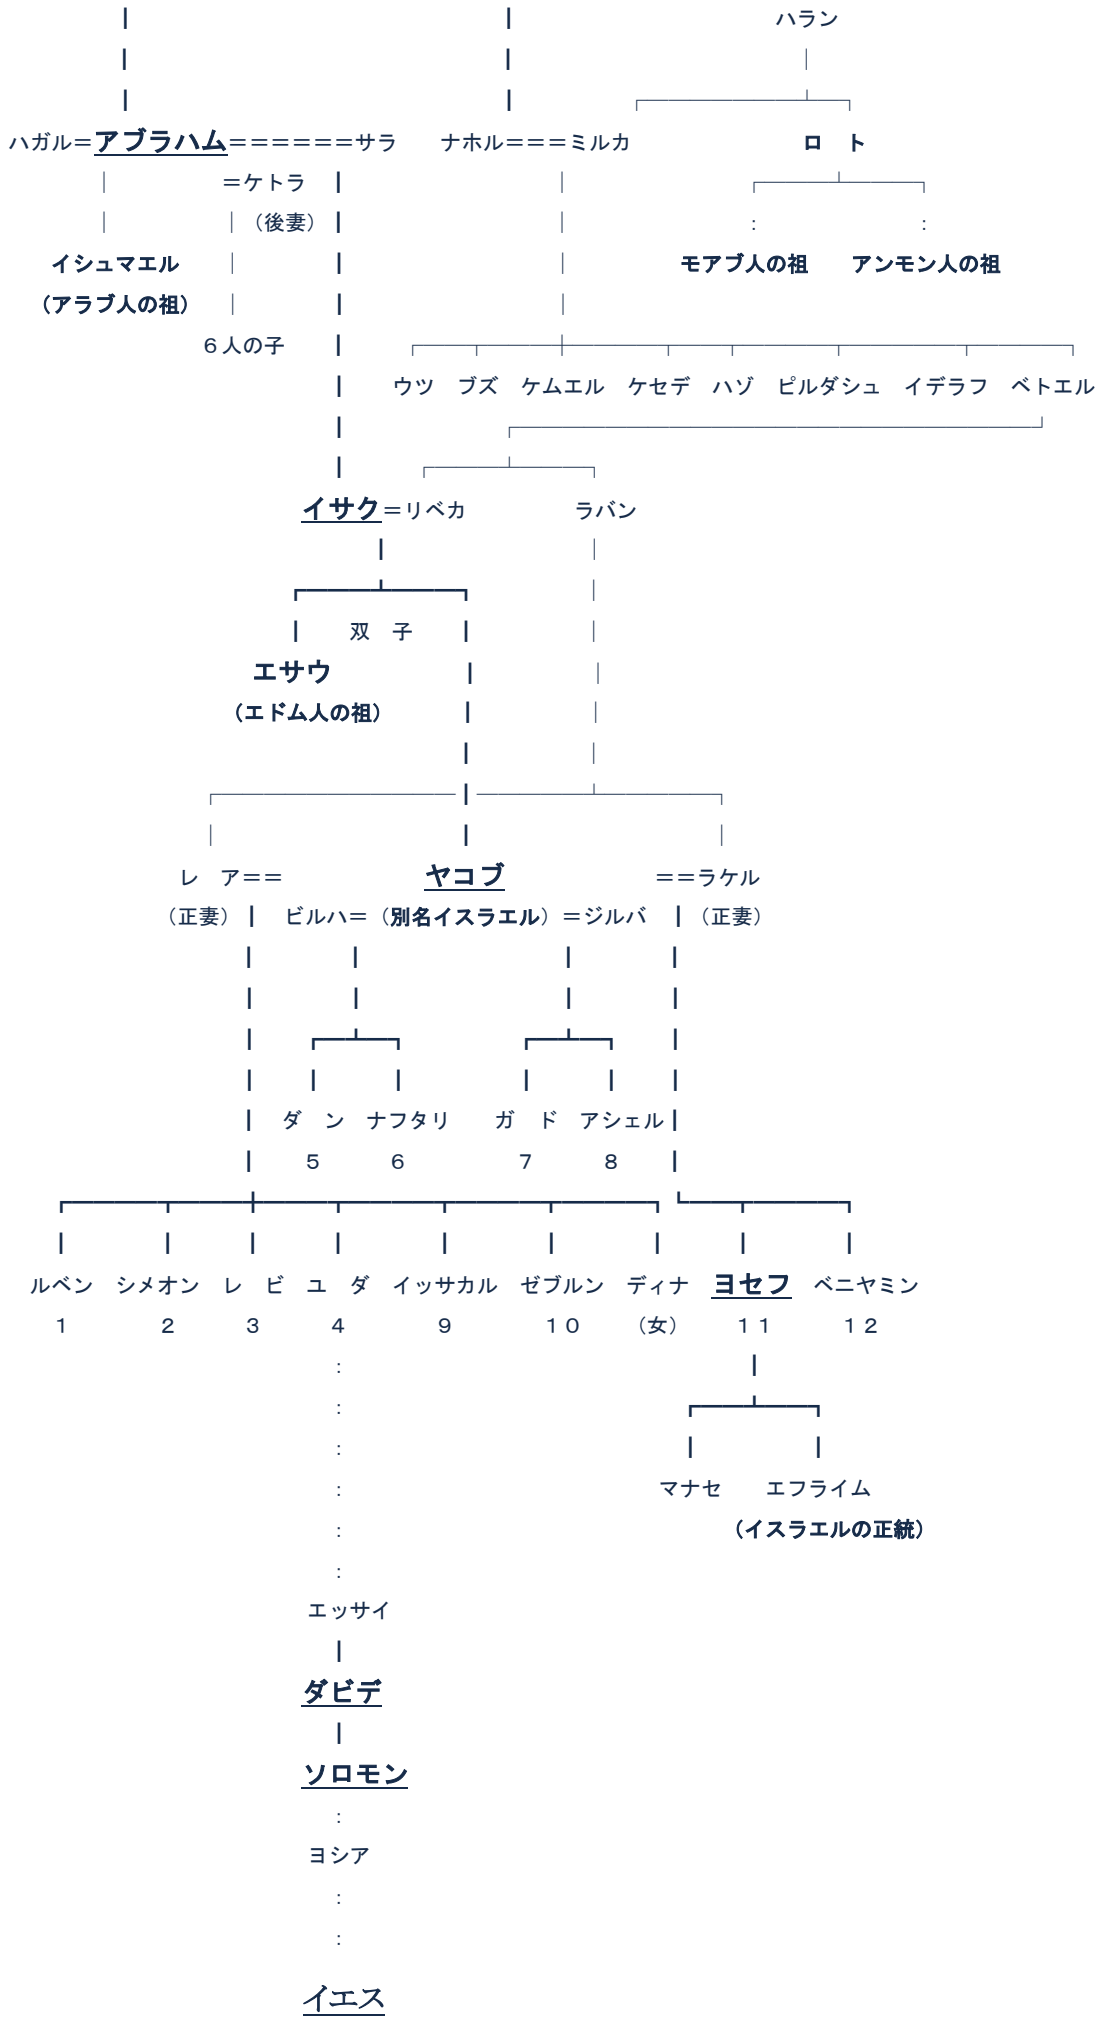 ハラン
ハガル＝アブラハム＝＝＝＝＝＝サラ　ナホル＝＝＝ミルカ　ロ　ト
＝ケトラ
（後妻）
イシュマエル　モアブ人の祖　アンモン人の祖
（アラブ人の祖）
６人の子
ウツ　ブズ　ケムエル　ケセデ　ハゾ　ピルダシュ　イデラフ　ベトエル
イサク＝リベカ　ラバン
双　子
エサウ
（エドム人の祖）
レ　ア＝＝　ヤコブ　＝＝ラケル
（正妻）　ビルハ＝（別名イスラエル）＝ジルバ　（正妻）
ダ　ン　ナフタリ　ガ　ド　アシェル
５　６　７　８
ルベン　シメオン　レ　ビ　ユ　ダ　イッサカル　ゼブルン　ディナ　ヨセフ　ベニヤミン
１　２　３　４　９　１０　（女）　１１　１２
マナセ　エフライム
（イスラエルの正統）
エッサイ
ダビデ
ソロモン
ヨシア
イエス